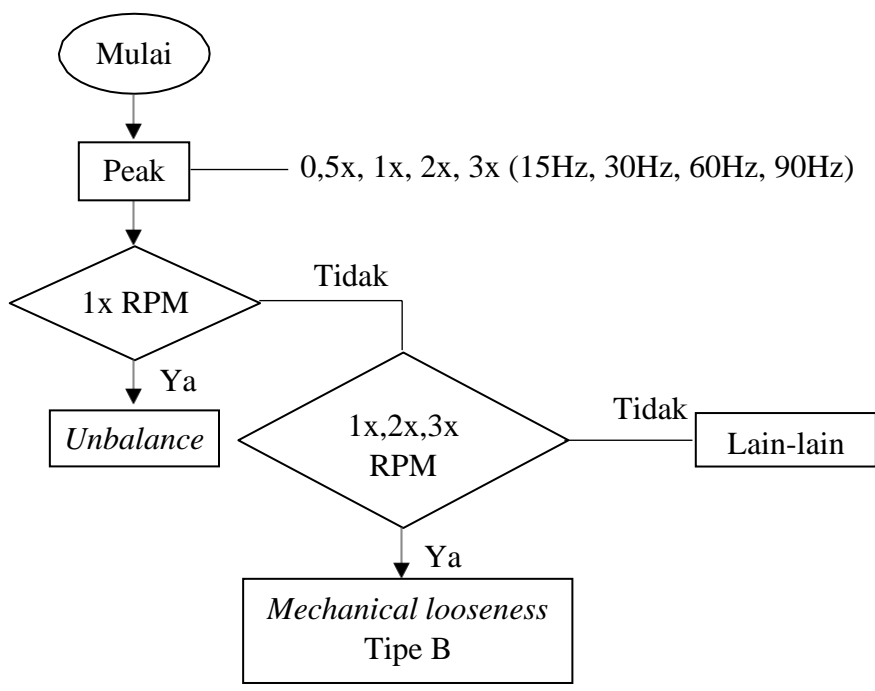 Mulai
Peak
0,5x, 1x, 2x, 3x (15Hz, 30Hz, 60Hz, 90Hz)
Tidak
1x RPM
Ya
Unbalance
1x,2x,3x
RPM
Tidak
Lain-lain
Ya
Mechanical looseness
Tipe B